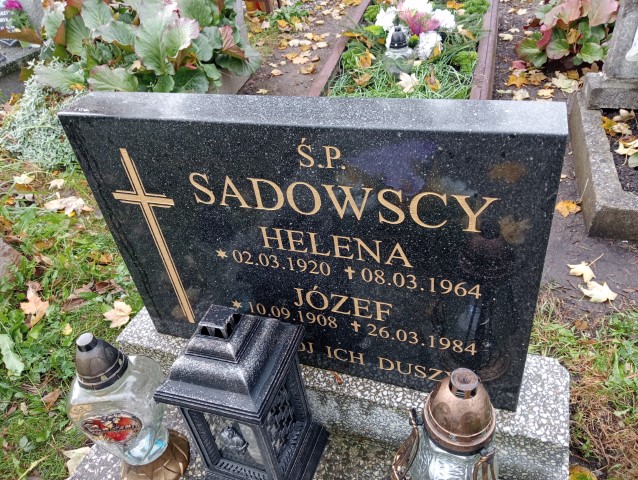 Ś.P.
SADOWSCY
HELENA
02.03.1920 08.03.1964
JÓZEF
10.09.1908 26.03.1984
ICH